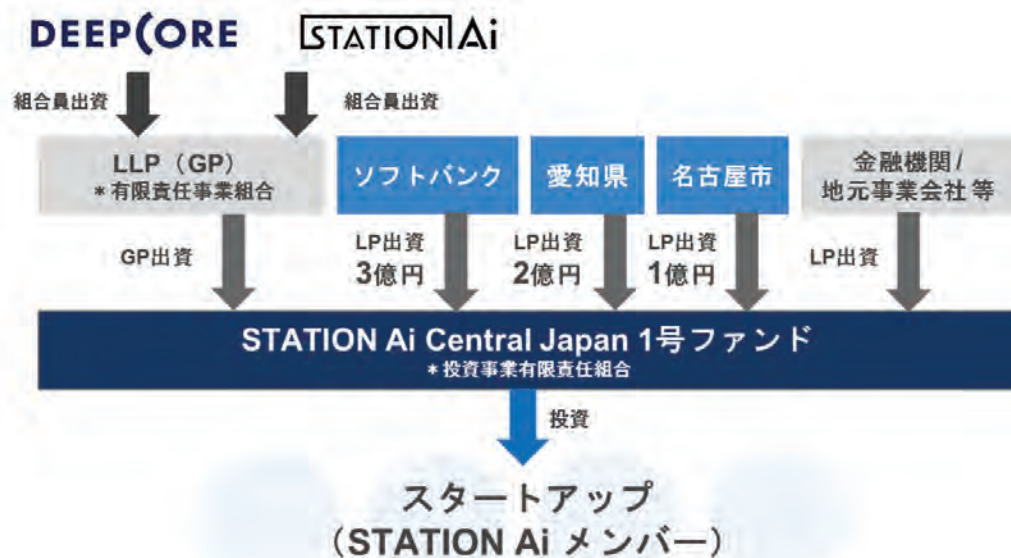 DEEPCORE
STATION Ai
組合員出資
組合員出資
LLP（GP）
＊有限責任事業組合
ソフトバンク
愛知県
名古屋市
金融機関/
地元事業会社 等
GP出資
LP出資
3億円
LP出資
2億円
LP出資
1億円
LP出資
STATION Ai Central Japan 1号ファンド
＊投資事業有限責任組合
投資
スタートアップ
（STATION Ai メンバー）